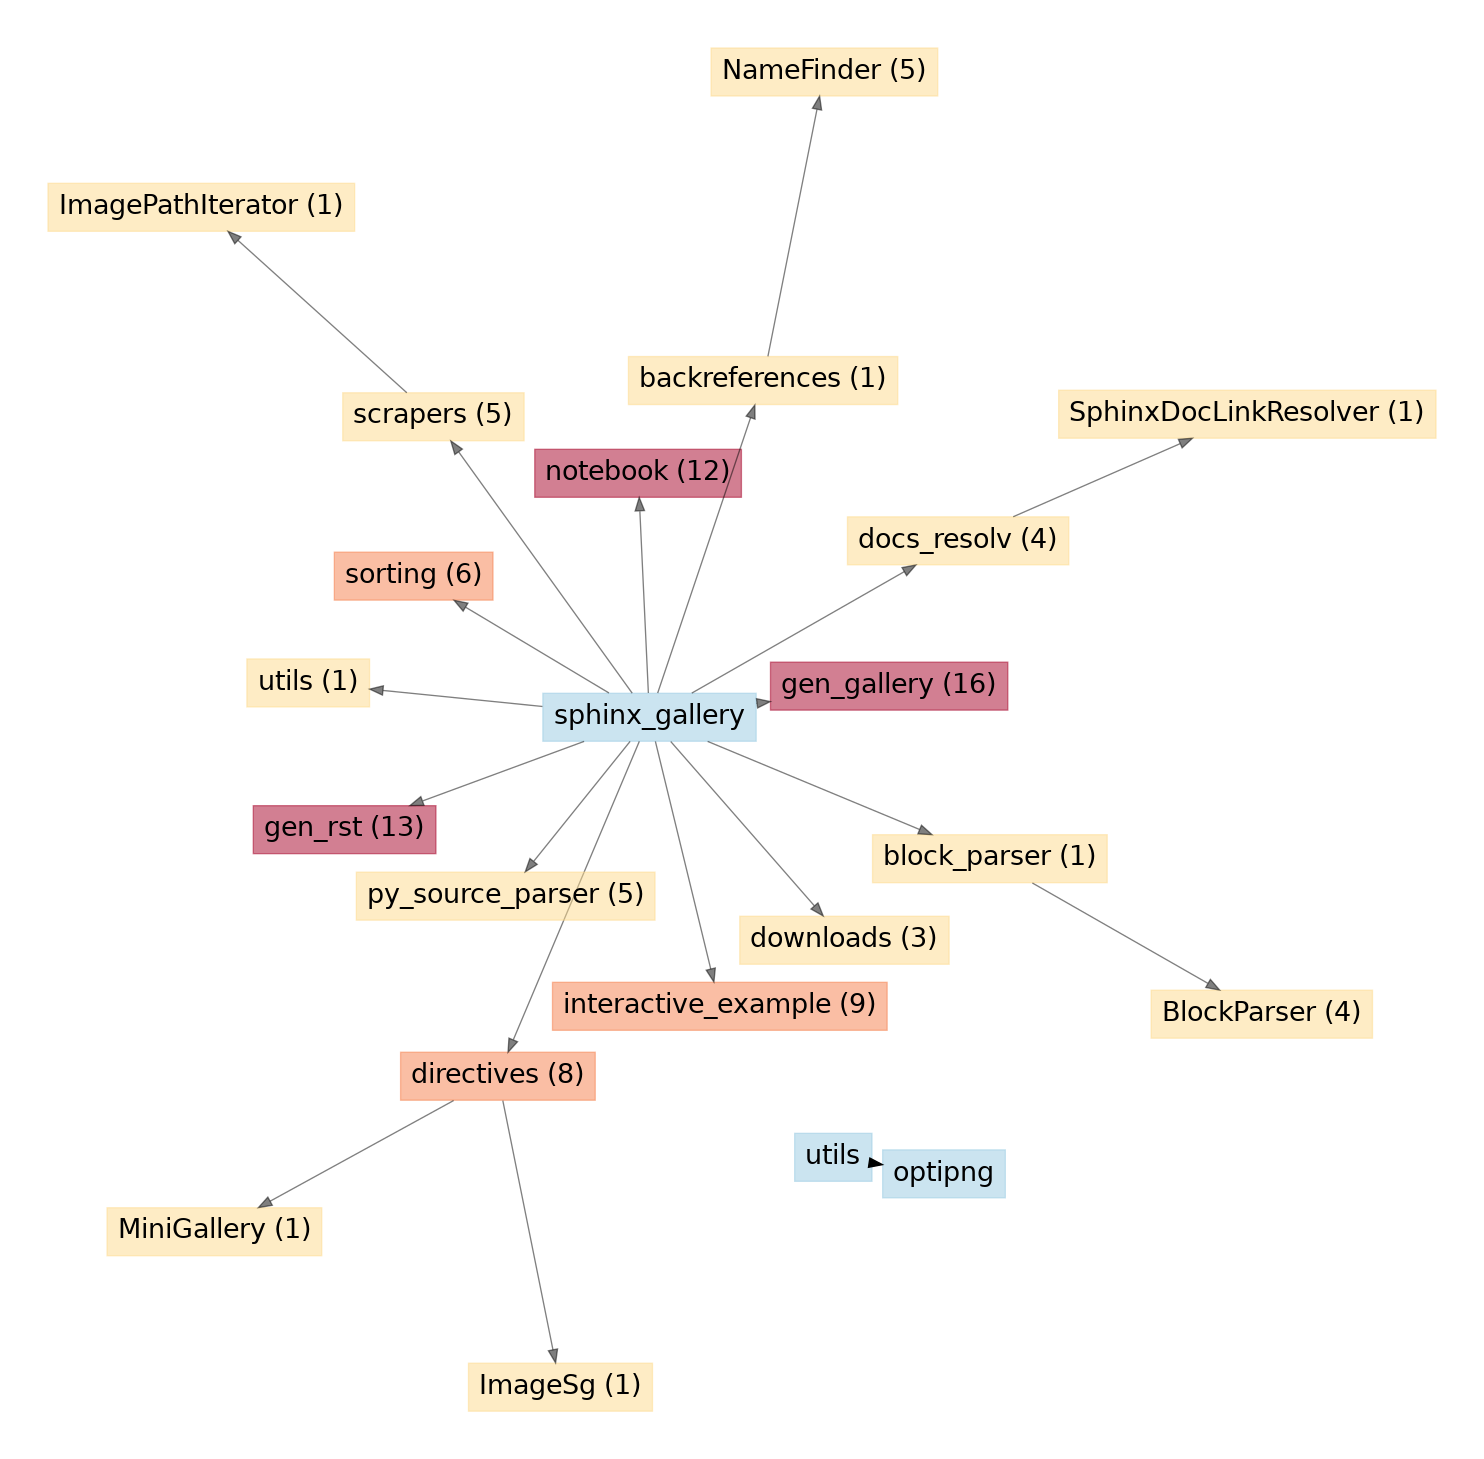 NameFinder (5)
ImagePathIterator (1)
backreferences (1)
scrapers (5)
SphinxDocLinkResolver (1)
notebook (12)
docs_resolv (4)
sorting (6)
utils (1)
gen_gallery (16)
sphinx_gallery
gen_rst (13)
block_parser (1)
py_source_parser (5)
downloads (3)
interactive_example (9)
BlockParser (4)
directives (8)
utils
optipng
MiniGallery (1)
ImageSg (1)